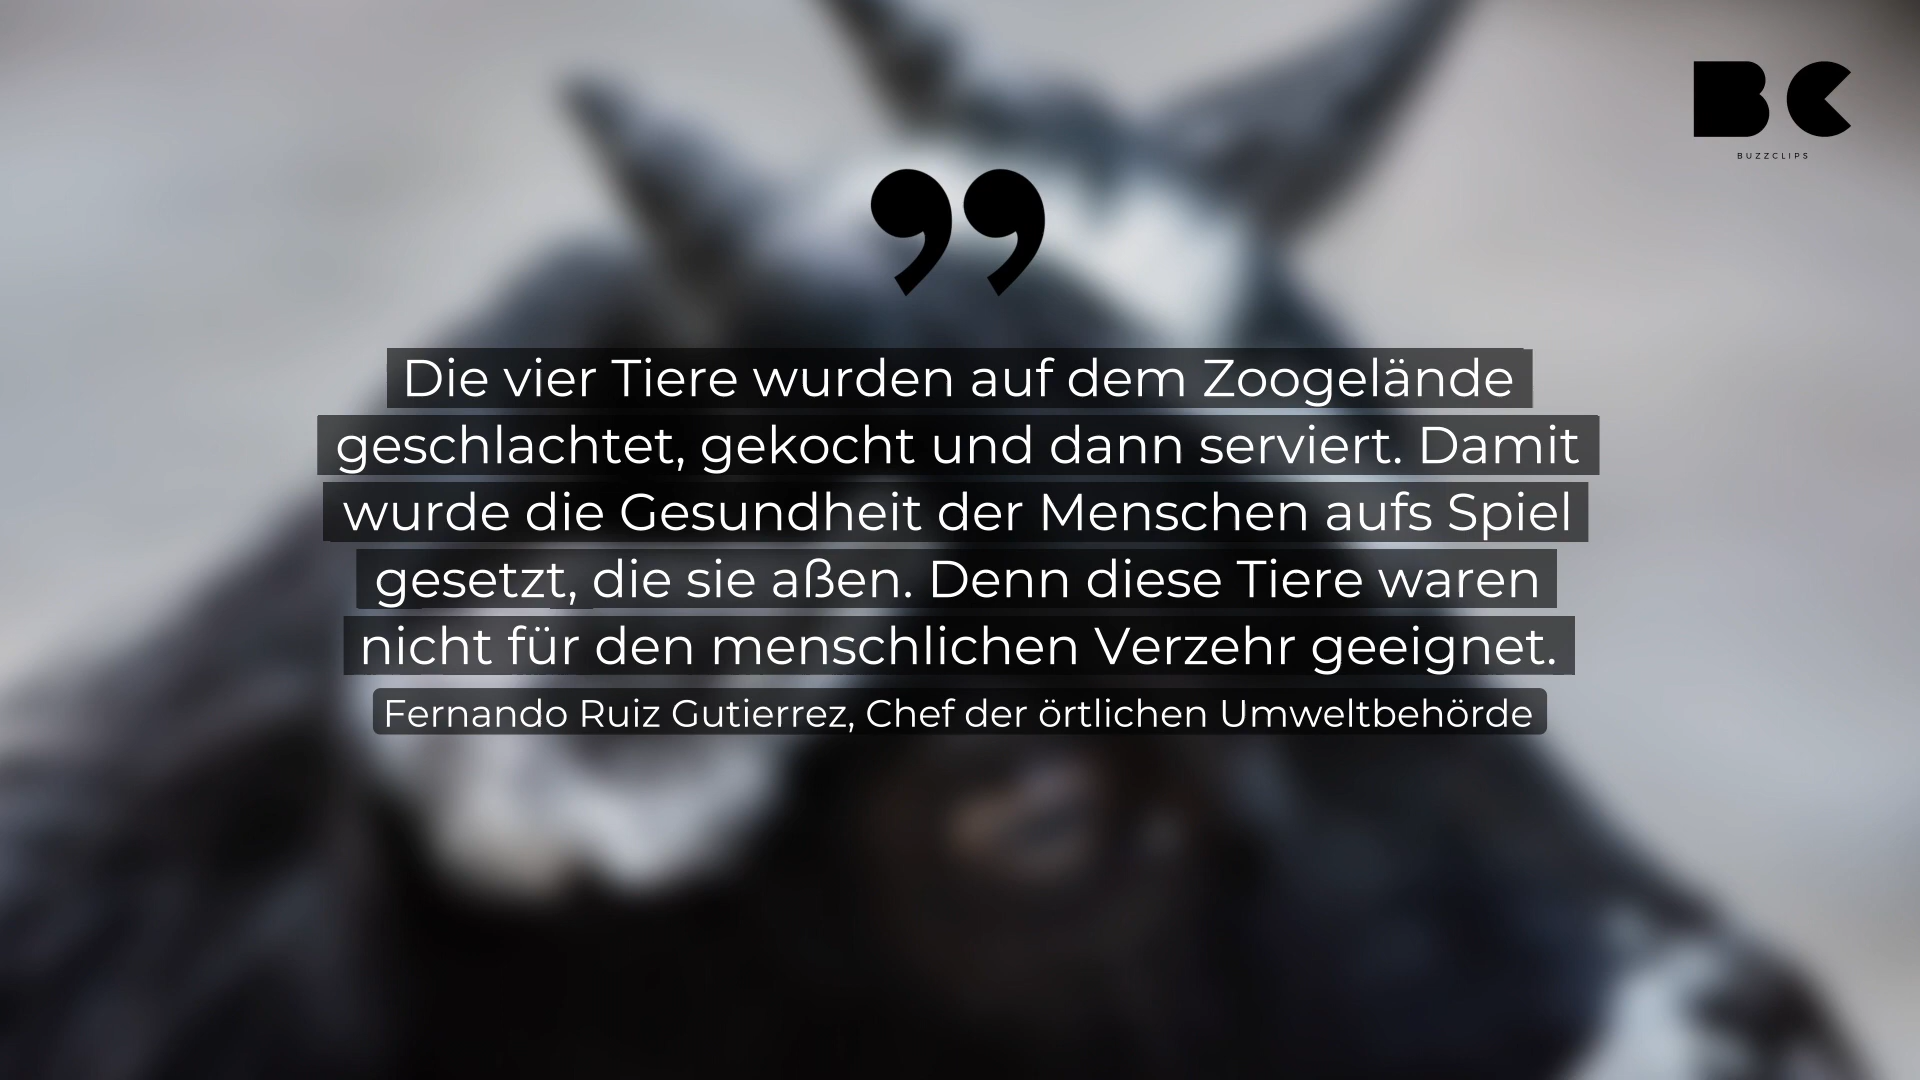 BC
BUZZCLIPS
”
Die vier Tiere wurden auf dem Zoogelände
geschlachtet, gekocht und dann serviert. Damit
wurde die Gesundheit der Menschen aufs Spiel
gesetzt, die sie aßen. Denn diese Tiere waren
nicht für den menschlichen Verzehr geeignet.
Fernando Ruiz Gutierrez, Chef der örtlichen Umweltbehörde